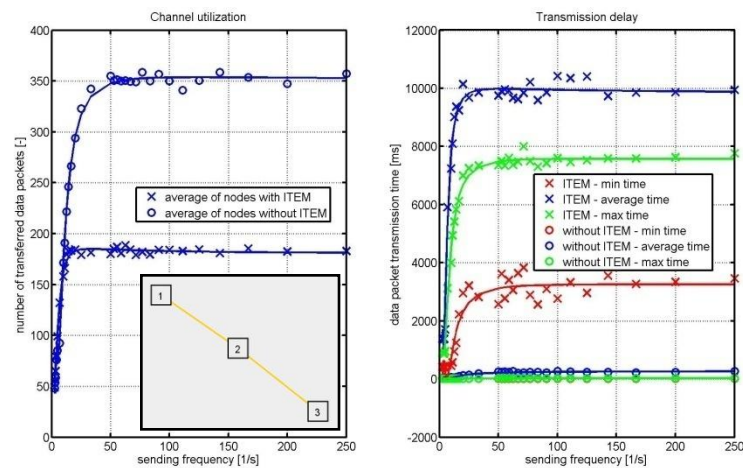 Channel utilization
number of transferred data packets [-]
400
350
300
250
200
150
100
50
0
average of nodes with ITEM
average of nodes without ITEM
1
2
3
0 50 100 150 200 250
sending frequency [1/s]
Transmission delay
data packet transmission time [ms]
12000
10000
8000
6000
4000
2000
0
-2000
ITEM - min time
ITEM - average time
ITEM - max time
without ITEM - min time
without ITEM - average time
without ITEM - max time
0 50 100 150 200 250
sending frequency [1/s]